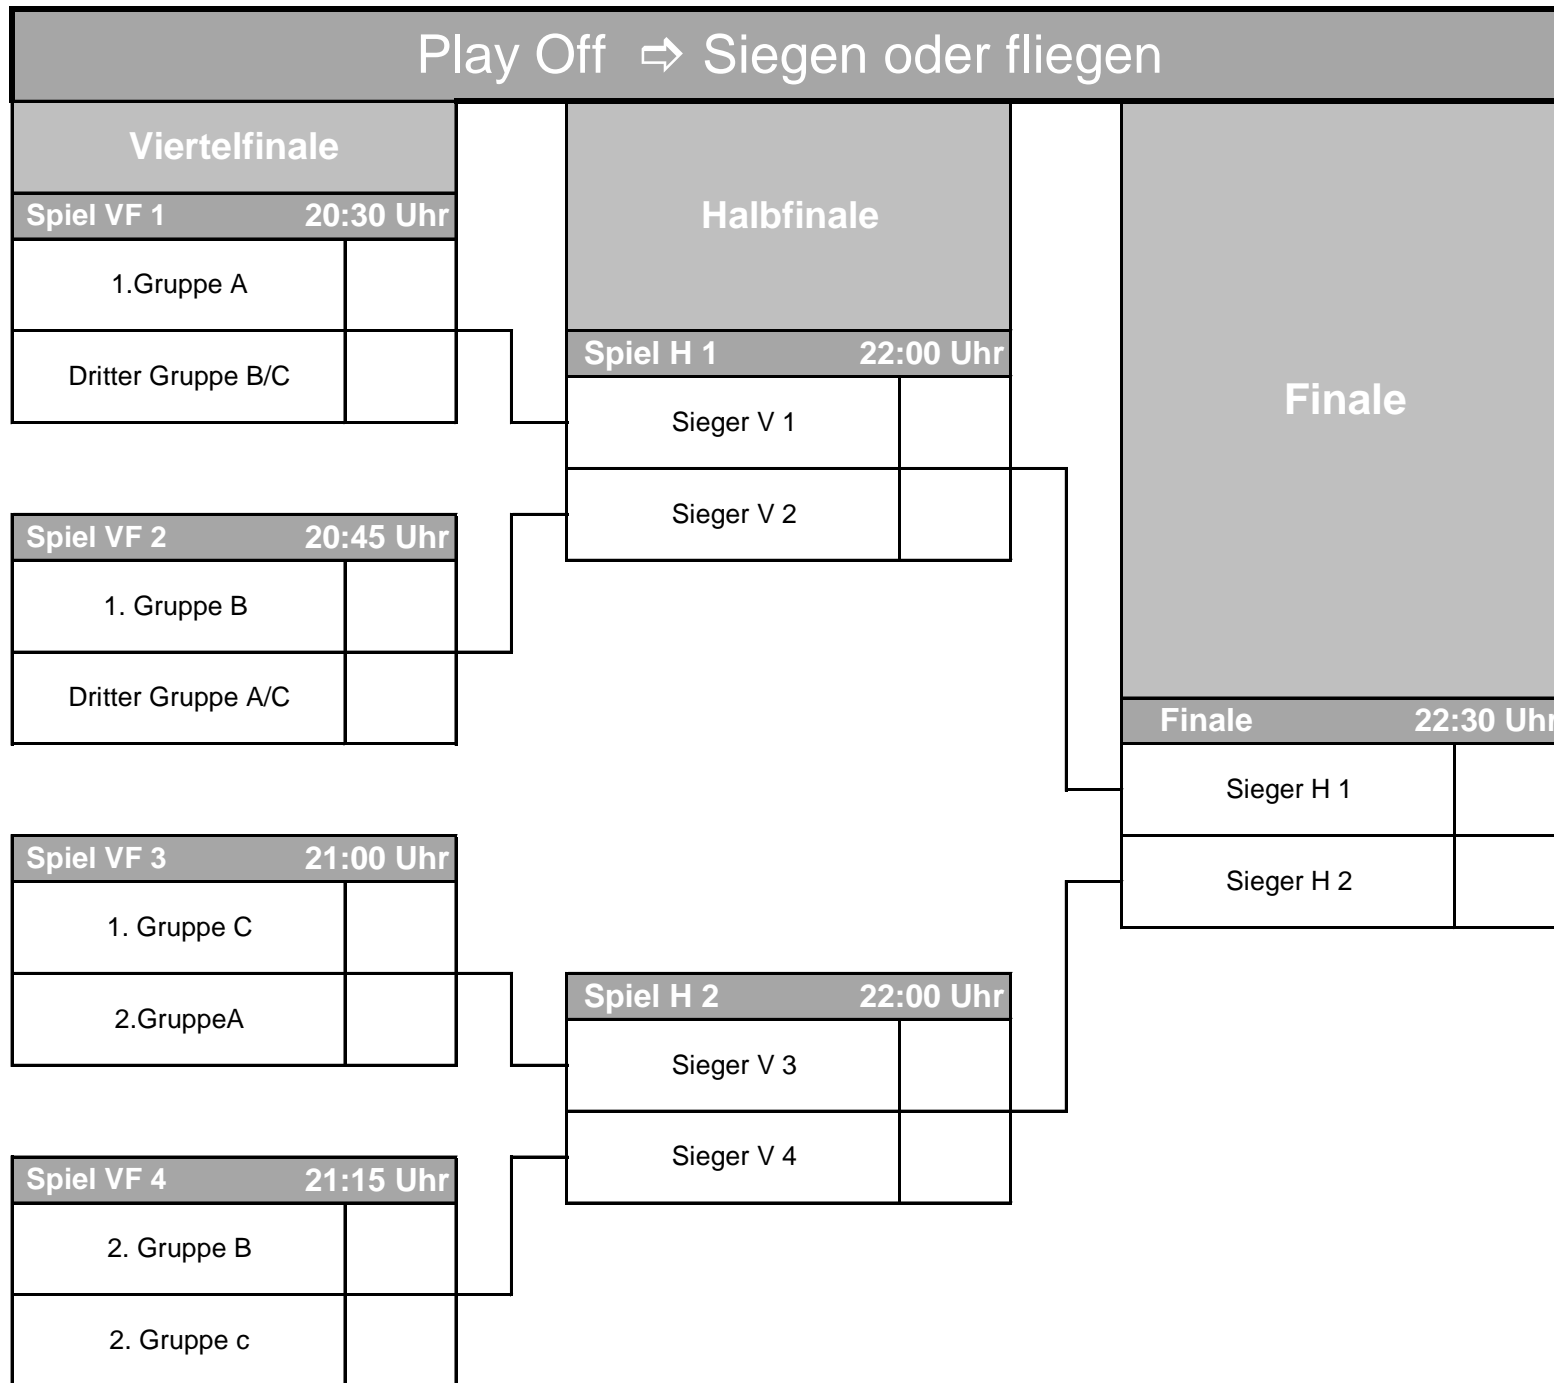 Play Off ⇨ Siegen oder fliegen
Viertelfinale
Spiel VF 1 20:30 Uhr
1.Gruppe A
Dritter Gruppe B/C
Spiel VF 2 20:45 Uhr
1. Gruppe B
Dritter Gruppe A/C
Spiel VF 3 21:00 Uhr
1. Gruppe C
2.GruppeA
Spiel VF 4 21:15 Uhr
2. Gruppe B
2. Gruppe c
Halbfinale
Spiel H 1 22:00 Uhr
Sieger V 1
Sieger V 2
Spiel H 2 22:00 Uhr
Sieger V 3
Sieger V 4
Finale
Finale 22:30 Uhr
Sieger H 1
Sieger H 2